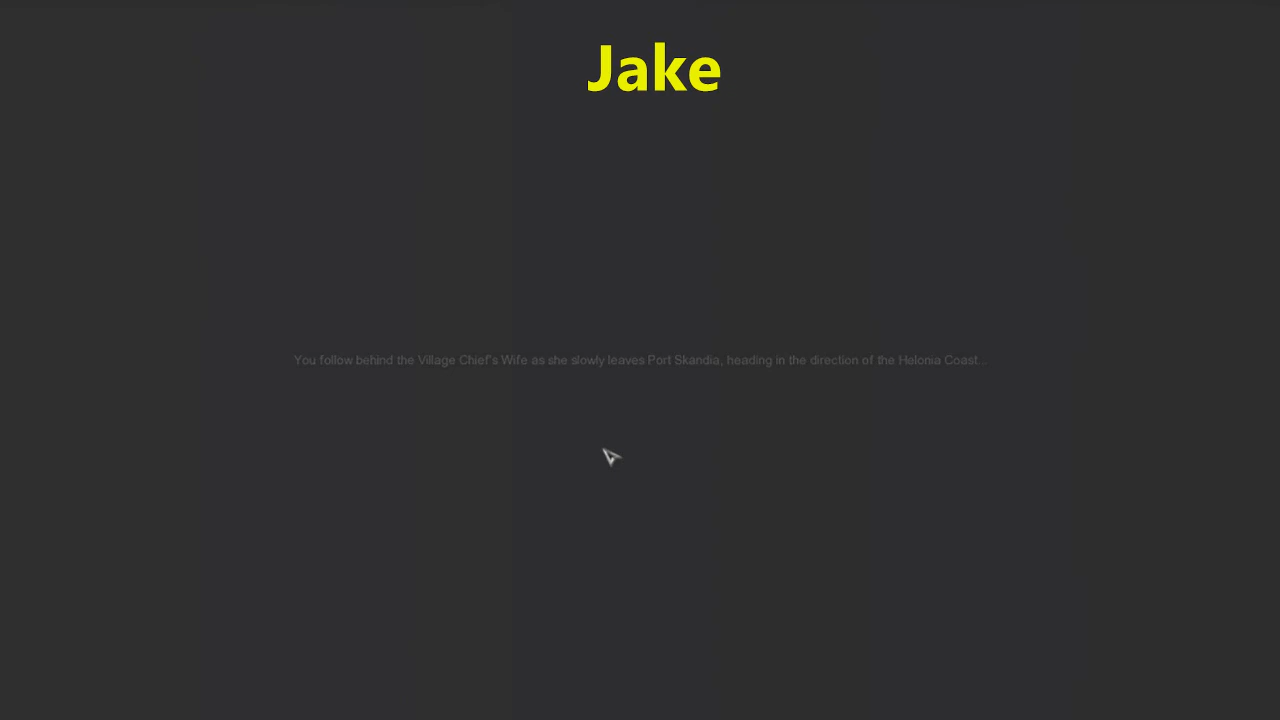 Jake
You follow behind the Village Chief's Wife as she slowly leaves Port Skandia, heading in the direction of the Helonia Coast...